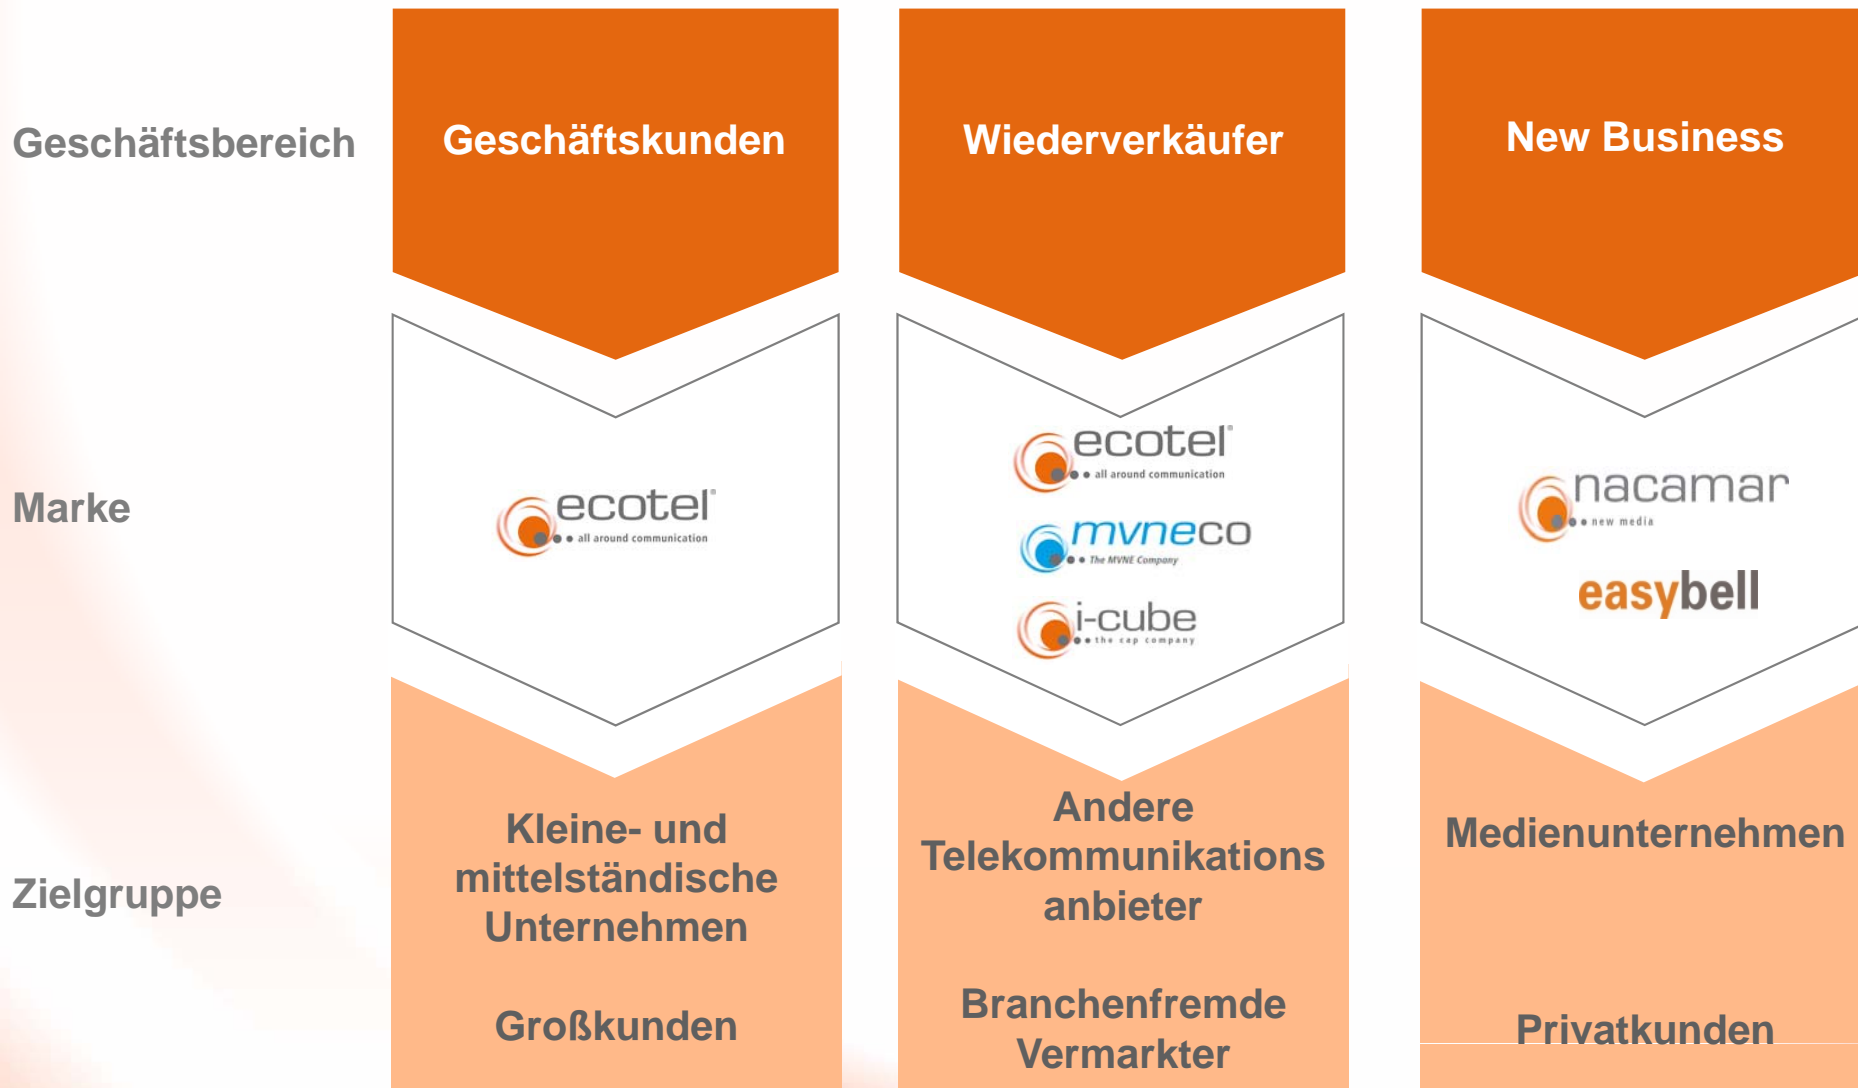 Geschäftsbereich
Geschäftskunden
Wiederverkäufer
New Business
Marke
ecotel®
all around communication
ecotel®
all around communication
mvneco
The MVNE Company
i-cube
the cap company
nacamar
new media
easybell
Zielgruppe
Kleine- und
mittelständische
Unternehmen
Großkunden
Andere
Telekommunikations
anbieter
Branchenfremde
Vermarkter
Medienunternehmen
Privatkunden